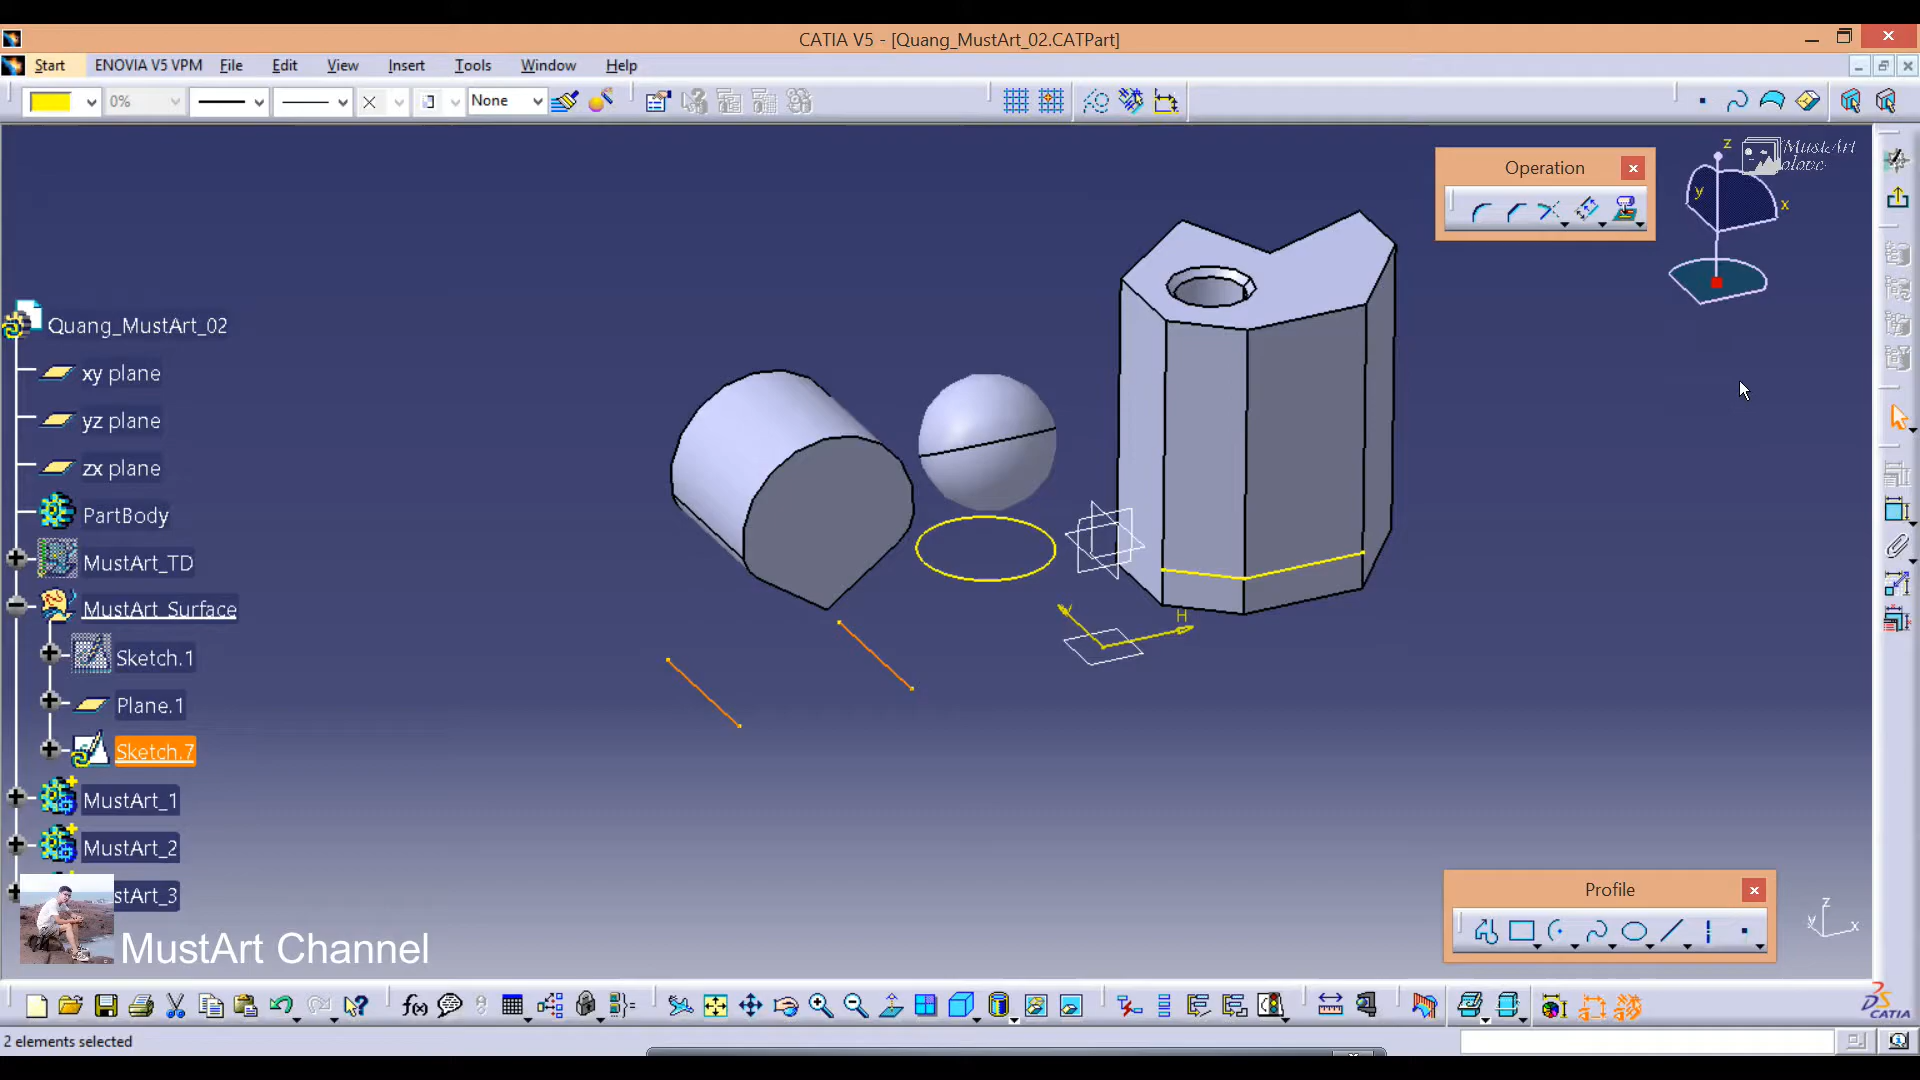 CATIA V5 - [Quang_MustArt_02.CATPart]
Start ENOVIA V5 VPM File Edit View Insert Tools Window Help
0% None
Operation
z
y
x
MustArt
Quang_MustArt_02
xy plane
yz plane
zx plane
PartBody
MustArt_TD
MustArt_Surface
Sketch.1
Plane.1
Sketch.7
MustArt_1
MustArt_2
stArt_3
V
H
MustArt Channel
Profile
z
y x
f(x)
CATIA
2 elements selected